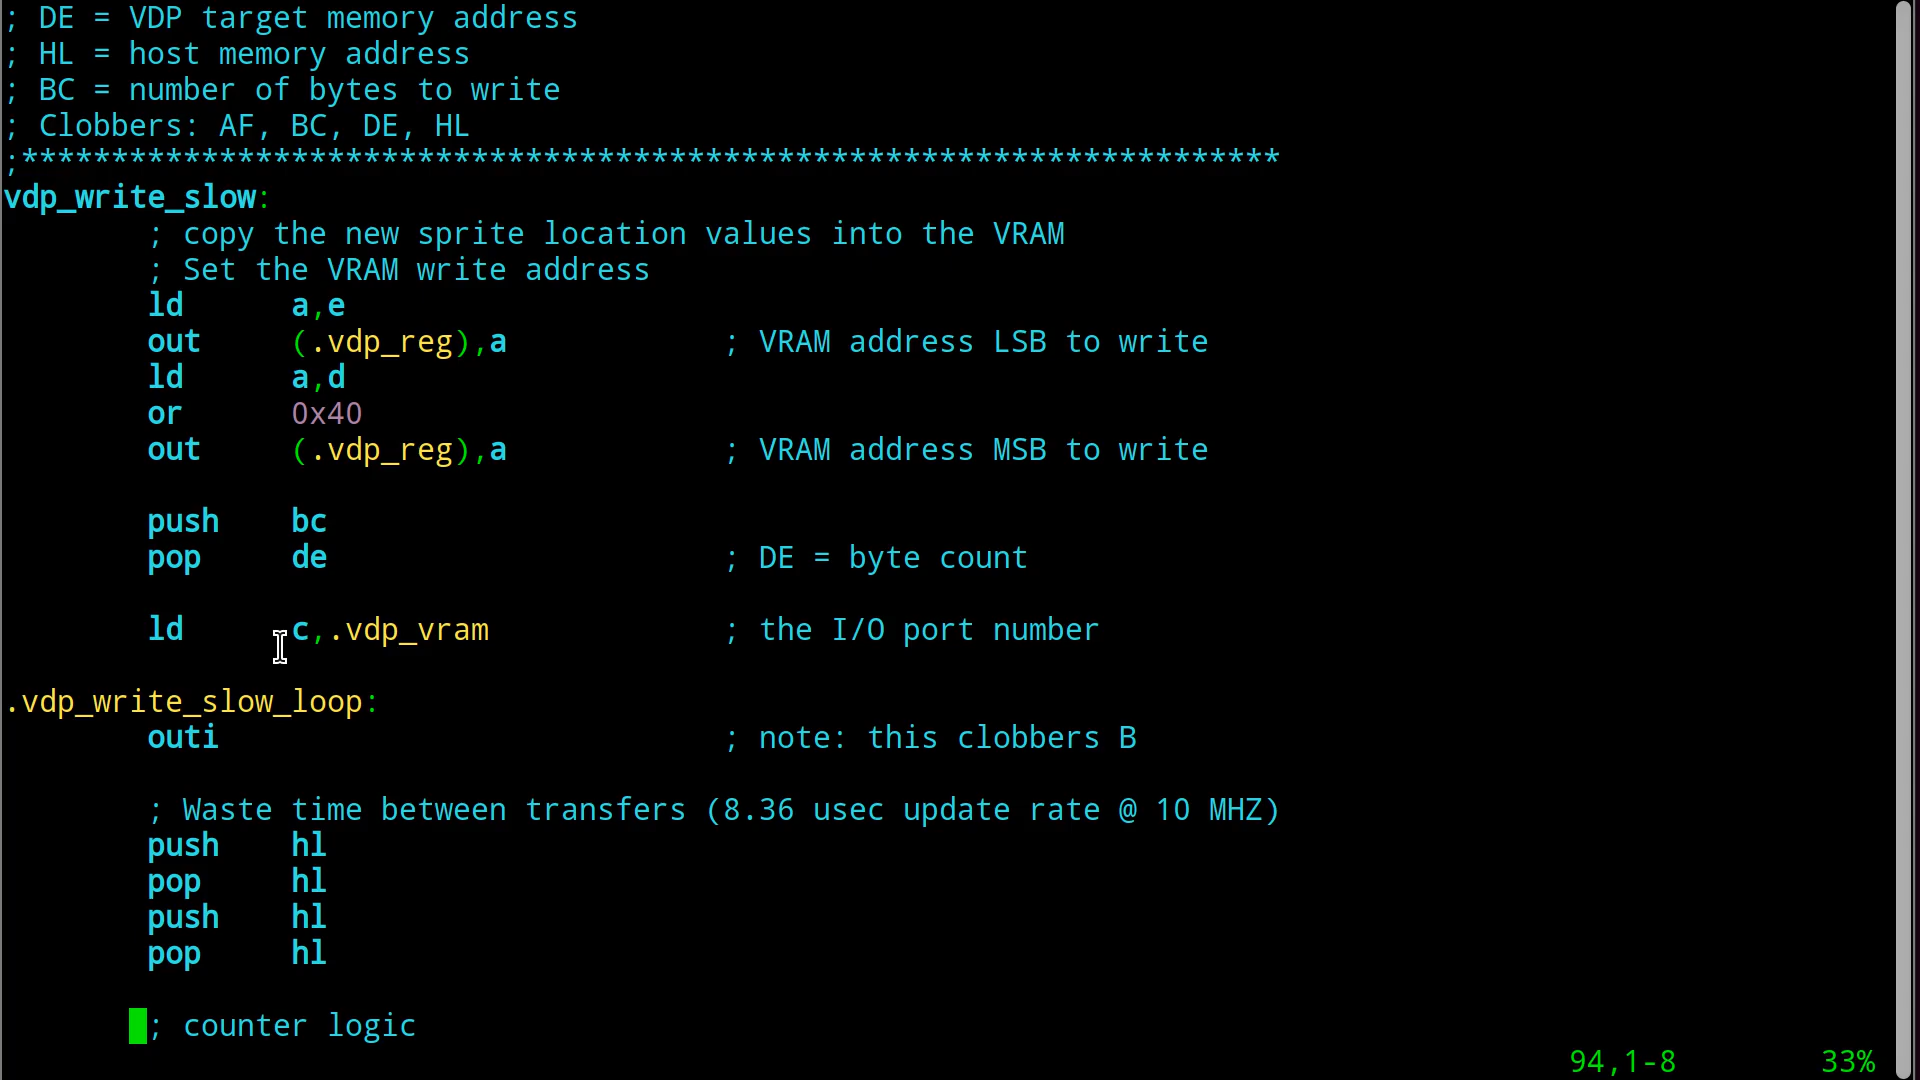 ; DE = VDP target memory address
; HL = host memory address
; BC = number of bytes to write
; Clobbers: AF, BC, DE, HL
;**********************************************************************
vdp_write_slow:
        ; copy the new sprite location values into the VRAM
        ; Set the VRAM write address
        ld      a,e
        out     (.vdp_reg),a            ; VRAM address LSB to write
        ld      a,d
        or      0x40
        out     (.vdp_reg),a            ; VRAM address MSB to write
        push    bc
        pop     de                      ; DE = byte count
        ld      c,.vdp_vram             ; the I/O port number
.vdp_write_slow_loop:
        outi                            ; note: this clobbers B
        ; Waste time between transfers (8.36 usec update rate @ 10 MHZ)
        push    hl
        pop     hl
        push    hl
        pop     hl
        ; counter logic
94,1-8        33%